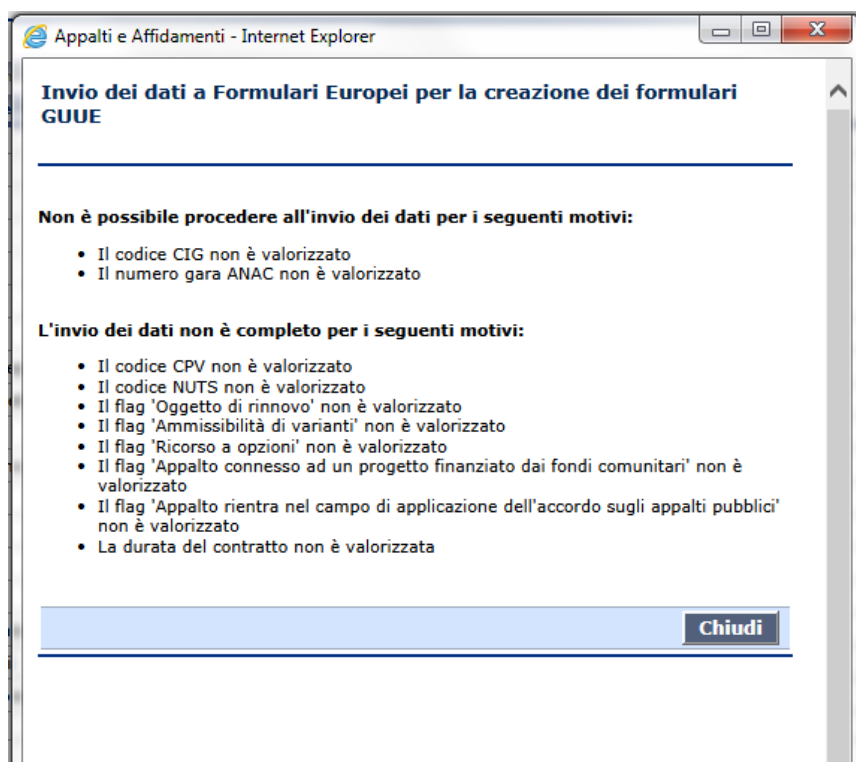 Appalti e Affidamenti - Internet Explorer
Invio dei dati a Formulari Europei per la creazione dei formulari
GUUE
Non è possibile procedere all'invio dei dati per i seguenti motivi:
• Il codice CIG non è valorizzato
• Il numero gara ANAC non è valorizzato
L'invio dei dati non è completo per i seguenti motivi:
• Il codice CPV non è valorizzato
• Il codice NUTS non è valorizzato
• Il flag 'Oggetto di rinnovo' non è valorizzato
• Il flag 'Ammissibilità di varianti' non è valorizzato
• Il flag 'Ricorso a opzioni' non è valorizzato
• Il flag 'Appalto connesso ad un progetto finanziato dai fondi comunitari' non è
valorizzato
• Il flag 'Appalto rientra nel campo di applicazione dell'accordo sugli appalti pubblici'
non è valorizzato
• La durata del contratto non è valorizzata
Chiudi